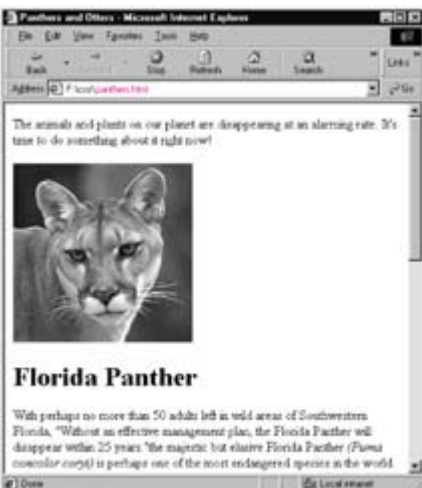 Panthers and Otters - Microsoft Internet Explorer
File Edit View Favorites Tools Help
Back Stop Refresh Home Search Links
Address panthers.html Go
The animals and plants on our planet are disappearing at an alarming rate. It's
time to do something about it right now!
Florida Panther
With perhaps no more than 50 adults left in wild areas of Southwestern
Florida, "Without an effective management plan, the Florida Panther will
disappear within 25 years "the majestic but elusive Florida Panther (Puma
concolor coryi) is perhaps one of the most endangered species in the world.
Done Local intranet